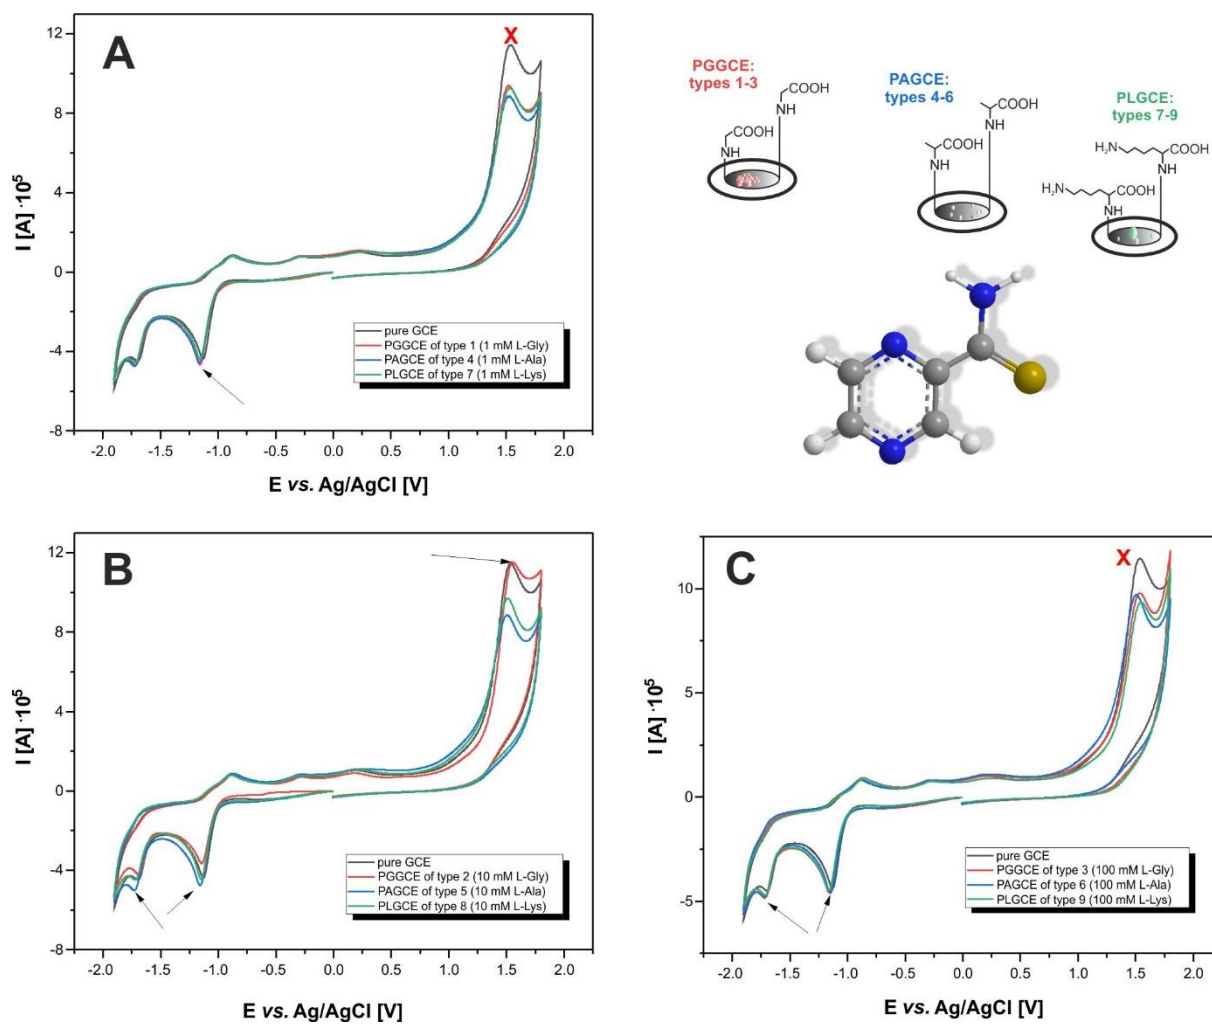 A
X
I [A] ·10⁵
12
8
4
0
-4
-8
-2.0 -1.5 -1.0 -0.5 0.0 0.5 1.0 1.5 2.0
E vs. Ag/AgCl [V]
pure GCE
PGGCE of type 1 (1 mM L-Gly)
PAGCE of type 4 (1 mM L-Ala)
PLGCE of type 7 (1 mM L-Lys)
PGGCE:
types 1-3
COOH
NH
COOH
NH
PAGCE:
types 4-6
COOH
NH
COOH
NH
PLGCE:
types 7-9
H₂N
COOH
NH
H₂N
COOH
NH
B
I [A] ·10⁵
12
8
4
0
-4
-8
-2.0 -1.5 -1.0 -0.5 0.0 0.5 1.0 1.5 2.0
E vs. Ag/AgCl [V]
pure GCE
PGGCE of type 2 (10 mM L-Gly)
PAGCE of type 5 (10 mM L-Ala)
PLGCE of type 8 (10 mM L-Lys)
C
X
I [A] ·10⁵
10
5
0
-5
-2.0 -1.5 -1.0 -0.5 0.0 0.5 1.0 1.5 2.0
E vs. Ag/AgCl [V]
pure GCE
PGGCE of type 3 (100 mM L-Gly)
PAGCE of type 6 (100 mM L-Ala)
PLGCE of type 9 (100 mM L-Lys)